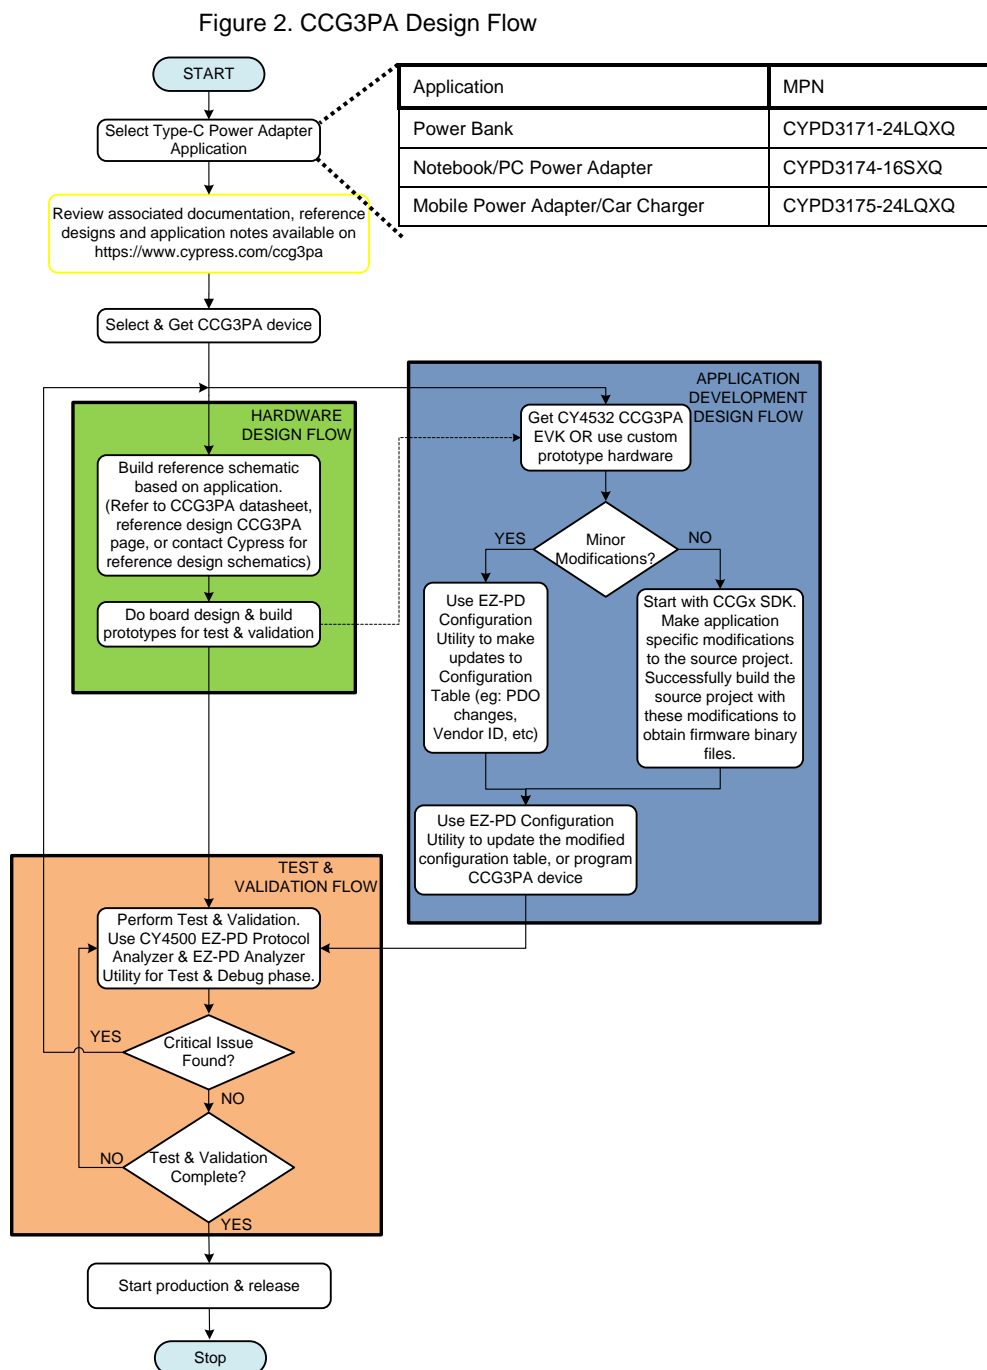 Figure 2. CCG3PA Design Flow
START
Select Type-C Power Adapter
Application
Application
MPN
Power Bank
CYPD3171-24LQXQ
Notebook/PC Power Adapter
CYPD3174-16SXQ
Mobile Power Adapter/Car Charger
CYPD3175-24LQXQ
Review associated documentation, reference
designs and application notes available on
https://www.cypress.com/ccg3pa
Select & Get CCG3PA device
HARDWARE
DESIGN FLOW
Build reference schematic
based on application.
(Refer to CCG3PA datasheet,
reference design CCG3PA
page, or contact Cypress for
reference design schematics)
Do board design & build
prototypes for test & validation
APPLICATION
DEVELOPMENT
DESIGN FLOW
Get CY4532 CCG3PA
EVK OR use custom
prototype hardware
Minor
Modifications?
YES
NO
Use EZ-PD
Configuration
Utility to make
updates to
Configuration
Table (eg: PDO
changes,
Vendor ID, etc)
Start with CCGx SDK.
Make application
specific modifications
to the source project.
Successfully build the
source project with
these modifications to
obtain firmware binary
files.
Use EZ-PD Configuration
Utility to update the modified
configuration table, or program
CCG3PA device
TEST &
VALIDATION FLOW
Perform Test & Validation.
Use CY4500 EZ-PD Protocol
Analyzer & EZ-PD Analyzer
Utility for Test & Debug phase.
YES
Critical Issue
Found?
NO
NO
Test & Validation
Complete?
YES
Start production & release
Stop